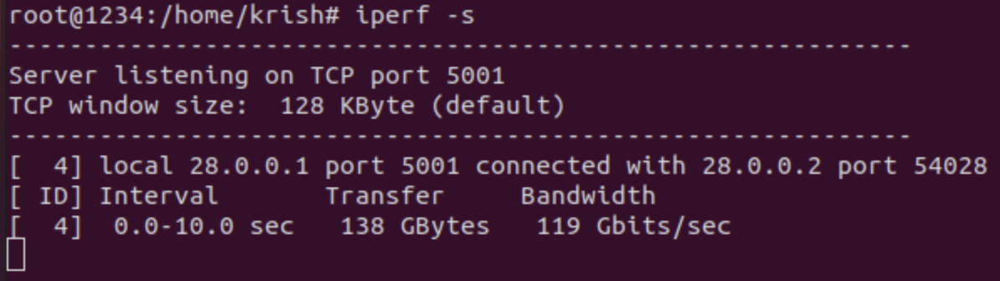 root@1234:/home/krish# iperf -s
------------------------------------------------------------
Server listening on TCP port 5001
TCP window size:  128 KByte (default)
------------------------------------------------------------
[  4] local 28.0.0.1 port 5001 connected with 28.0.0.2 port 54028
[ ID] Interval       Transfer     Bandwidth
[  4]  0.0-10.0 sec   138 GBytes   119 Gbits/sec